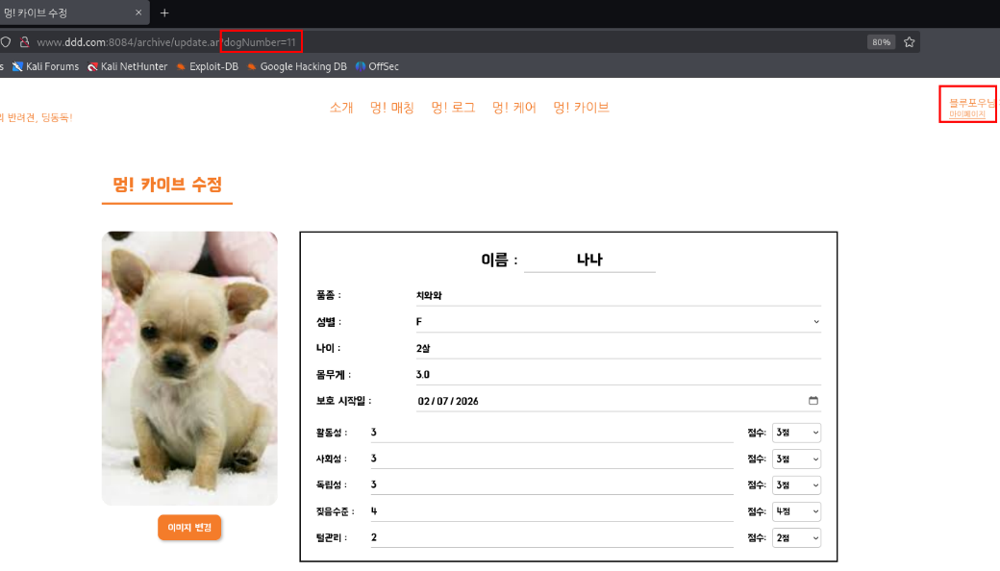 멍! 카이브 수정
www.ddd.com:8084/archive/update.ar?dogNumber=11
80%
s Kali Forums Kali NetHunter Exploit-DB Google Hacking DB OffSec
의 반려견, 딩동독!
소개 멍! 매칭 멍! 로그 멍! 케어 멍! 카이브
블루포우님
마이페이지
멍! 카이브 수정
이름 : 나나
품종 : 치와와
성별 : F
나이 : 2살
몸무게 : 3.0
보호 시작일 : 02 / 07 / 2026
활동성 : 3 점수: 3점
사회성 : 3 점수: 3점
독립성 : 3 점수: 3점
짖음수준 : 4 점수: 4점
털관리 : 2 점수: 2점
이미지 변경